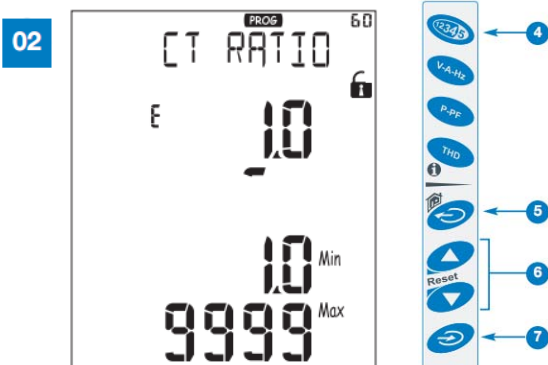 02
PROG
60
CT RATIO
E
1.0
1.0 Min
9999 Max
12345
V-A-Hz
P-PF
THD
i
Reset
4
5
6
7